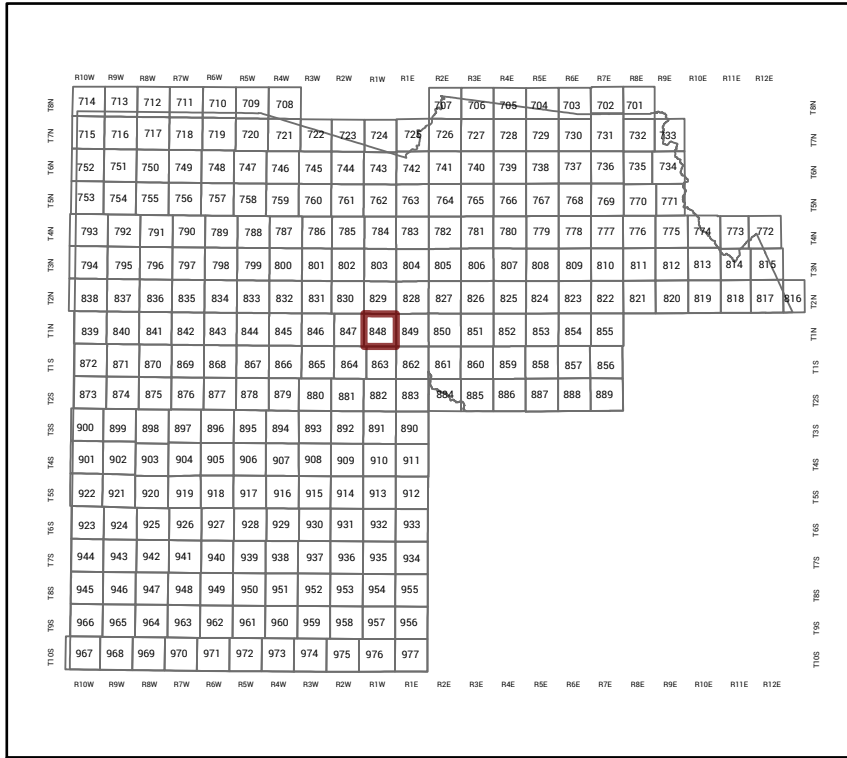 R10W R9W R8W R7W R6W R5W R4W R3W R2W R1W R1E R2E R3E R4E R5E R6E R7E R8E R9E R10E R11E R12E
T8N 714 713 712 711 710 709 708 707 706 705 704 703 702 701 T8N
T7N 715 716 717 718 719 720 721 722 723 724 725 726 727 728 729 730 731 732 733 T7N
T6N 752 751 750 749 748 747 746 745 744 743 742 741 740 739 738 737 736 735 734 T6N
T5N 753 754 755 756 757 758 759 760 761 762 763 764 765 766 767 768 769 770 771 T5N
T4N 793 792 791 790 789 788 787 786 785 784 783 782 781 780 779 778 777 776 775 774 773 772 T4N
T3N 794 795 796 797 798 799 800 801 802 803 804 805 806 807 808 809 810 811 812 813 814 815 T3N
T2N 838 837 836 835 834 833 832 831 830 829 828 827 826 825 824 823 822 821 820 819 818 817 816 T2N
T1N 839 840 841 842 843 844 845 846 847 848 849 850 851 852 853 854 855 T1N
T1S 872 871 870 869 868 867 866 865 864 863 862 861 860 859 858 857 856 T1S
T2S 873 874 875 876 877 878 879 880 881 882 883 884 885 886 887 888 889 T2S
T3S 900 899 898 897 896 895 894 893 892 891 890 T3S
T4S 901 902 903 904 905 906 907 908 909 910 911 T4S
T5S 922 921 920 919 918 917 916 915 914 913 912 T5S
T6S 923 924 925 926 927 928 929 930 931 932 933 T6S
T7S 944 943 942 941 940 939 938 937 936 935 934 T7S
T8S 945 946 947 948 949 950 951 952 953 954 955 T8S
T9S 966 965 964 963 962 961 960 959 958 957 956 T9S
T10S 967 968 969 970 971 972 973 974 975 976 977 T10S
R10W R9W R8W R7W R6W R5W R4W R3W R2W R1W R1E R2E R3E R4E R5E R6E R7E R8E R9E R10E R11E R12E